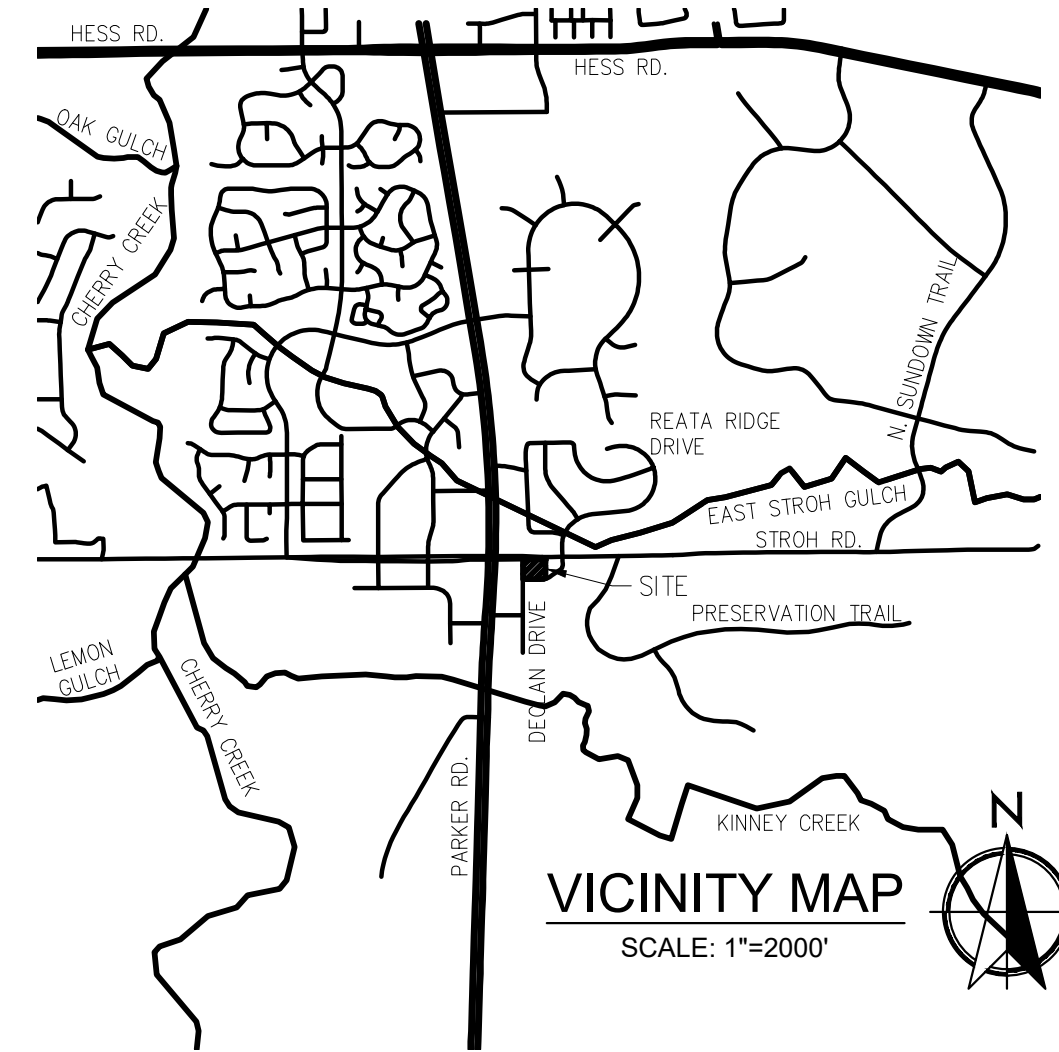 HESS RD.
HESS RD.
OAK GULCH
CHERRY CREEK
N. SUNDOWN TRAIL
REATA RIDGE
DRIVE
EAST STROH GULCH
STROH RD.
SITE
PRESERVATION TRAIL
DECLAN DRIVE
LEMON
GULCH
CHERRY CREEK
PARKER RD.
KINNEY CREEK
N
VICINITY MAP
SCALE: 1"=2000'